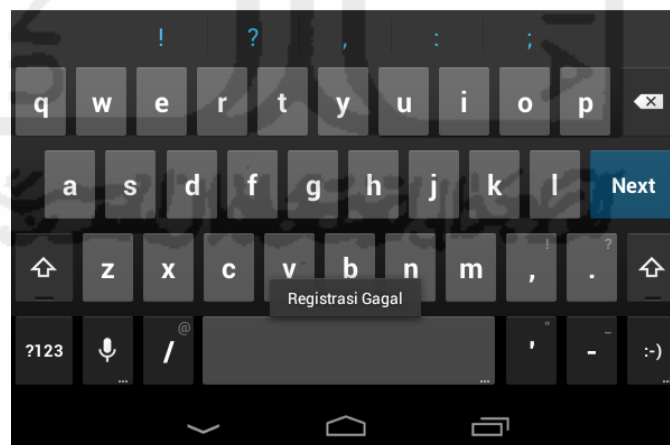 ! ? , : ;
q w e r t y u i o p
a s d f g h j k l Next
! ?
z x c v b n m , .
Registrasi Gagal
@ " _
?123 / ... ' - :-)